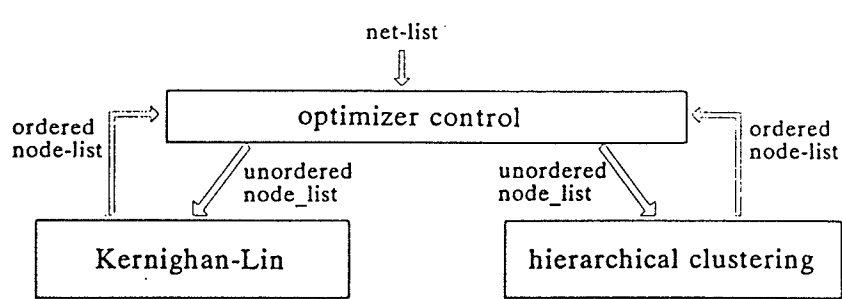 net-list
optimizer control
ordered
node-list
unordered
node_list
unordered
node_list
ordered
node-list
Kernighan-Lin
hierarchical clustering